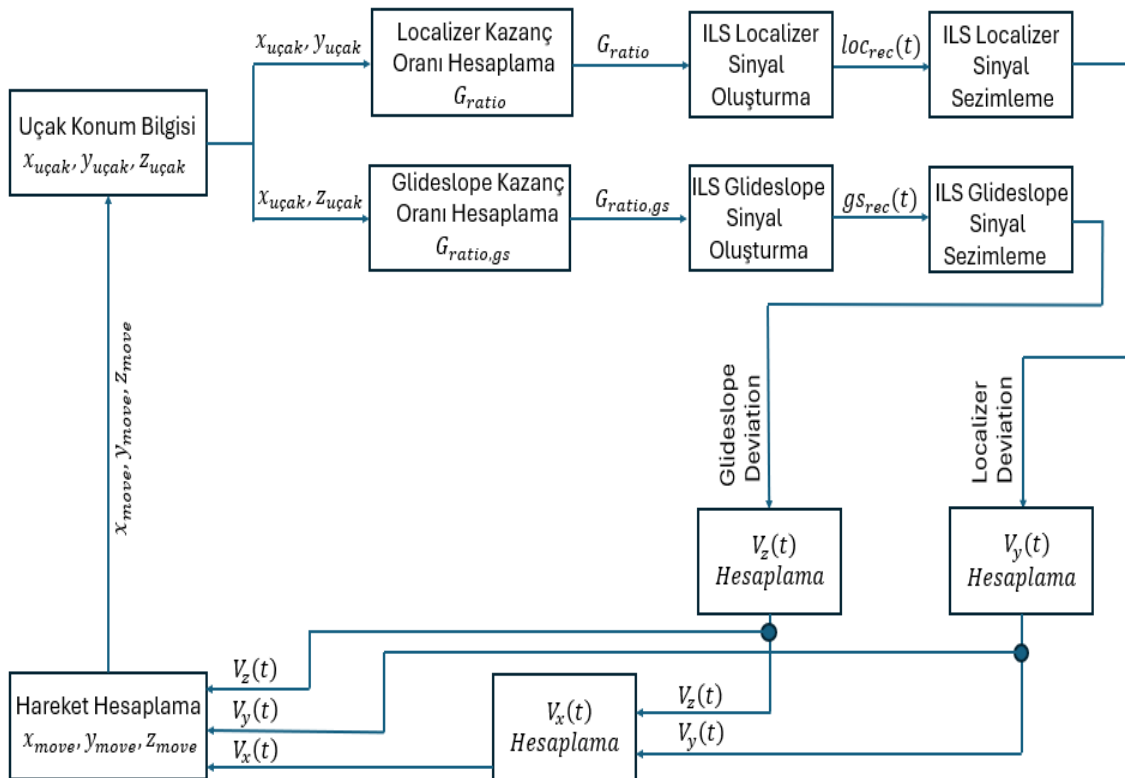 x_uçak, y_uçak
Localizer Kazanç
Oranı Hesaplama
G_ratio
G_ratio
ILS Localizer
Sinyal
Oluşturma
loc_rec(t)
ILS Localizer
Sinyal
Sezimleme
Uçak Konum Bilgisi
x_uçak, y_uçak, z_uçak
x_uçak, z_uçak
Glideslope Kazanç
Oranı Hesaplama
G_ratio,gs
G_ratio,gs
ILS Glideslope
Sinyal
Oluşturma
gs_rec(t)
ILS Glideslope
Sinyal
Sezimleme
x_move, y_move, z_move
Glideslope
Deviation
Localizer
Deviation
V_z(t)
Hesaplama
V_y(t)
Hesaplama
Hareket Hesaplama
x_move, y_move, z_move
V_z(t)
V_y(t)
V_x(t)
V_x(t)
Hesaplama
V_z(t)
V_y(t)